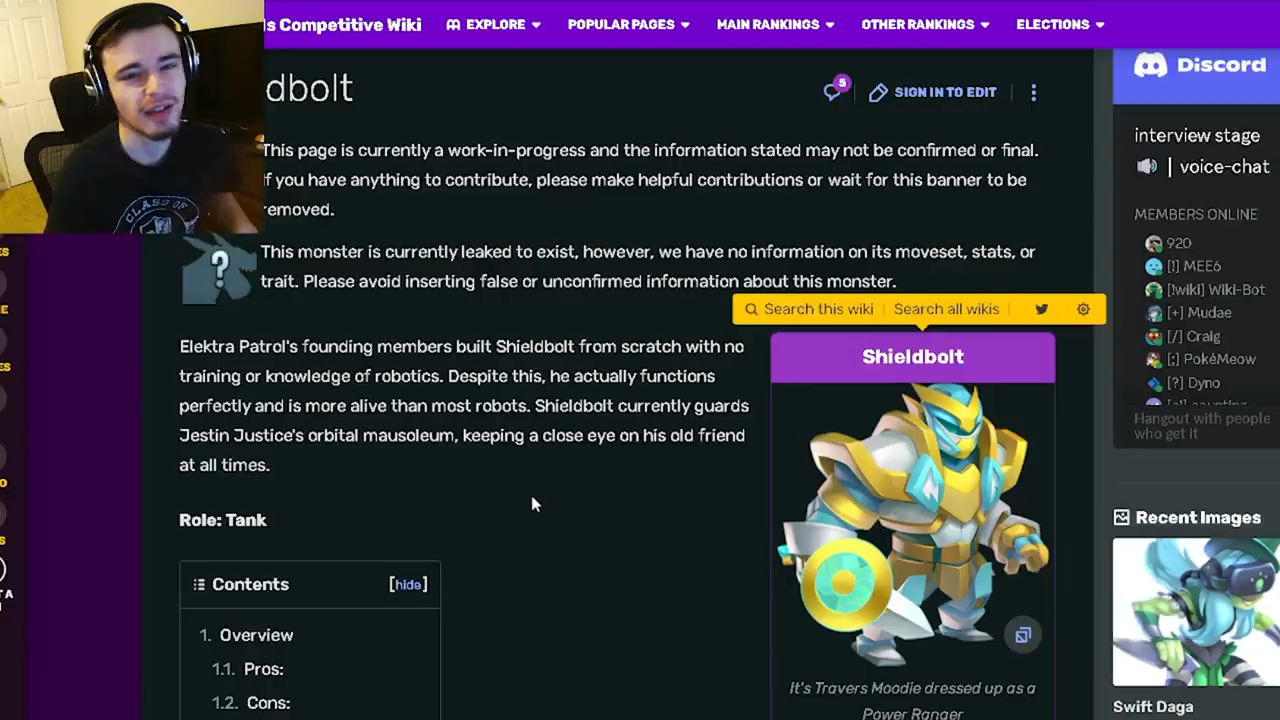 s Competitive Wiki
EXPLORE
POPULAR PAGES
MAIN RANKINGS
OTHER RANKINGS
ELECTIONS
dbolt
5
SIGN IN TO EDIT
This page is currently a work-in-progress and the information stated may not be confirmed or final.
If you have anything to contribute, please make helpful contributions or wait for this banner to be
removed.
?
This monster is currently leaked to exist, however, we have no information on its moveset, stats, or
trait. Please avoid inserting false or unconfirmed information about this monster.
Search this wiki
Search all wikis
Elektra Patrol's founding members built Shieldbolt from scratch with no
training or knowledge of robotics. Despite this, he actually functions
perfectly and is more alive than most robots. Shieldbolt currently guards
Jestin Justice's orbital mausoleum, keeping a close eye on his old friend
at all times.
Role: Tank
Contents
[hide]
1. Overview
1.1. Pros:
1.2. Cons:
Shieldbolt
It's Travers Moodie dressed up as a
Power Ranger
Discord
interview stage
| voice-chat
MEMBERS ONLINE
920
[!] MEE6
[!wiki] Wiki-Bot
[+] Mudae
[/] Craig
[;] PokéMeow
[?] Dyno
Hangout with people
who get it
Recent Images
Swift Daga
CLASS OF